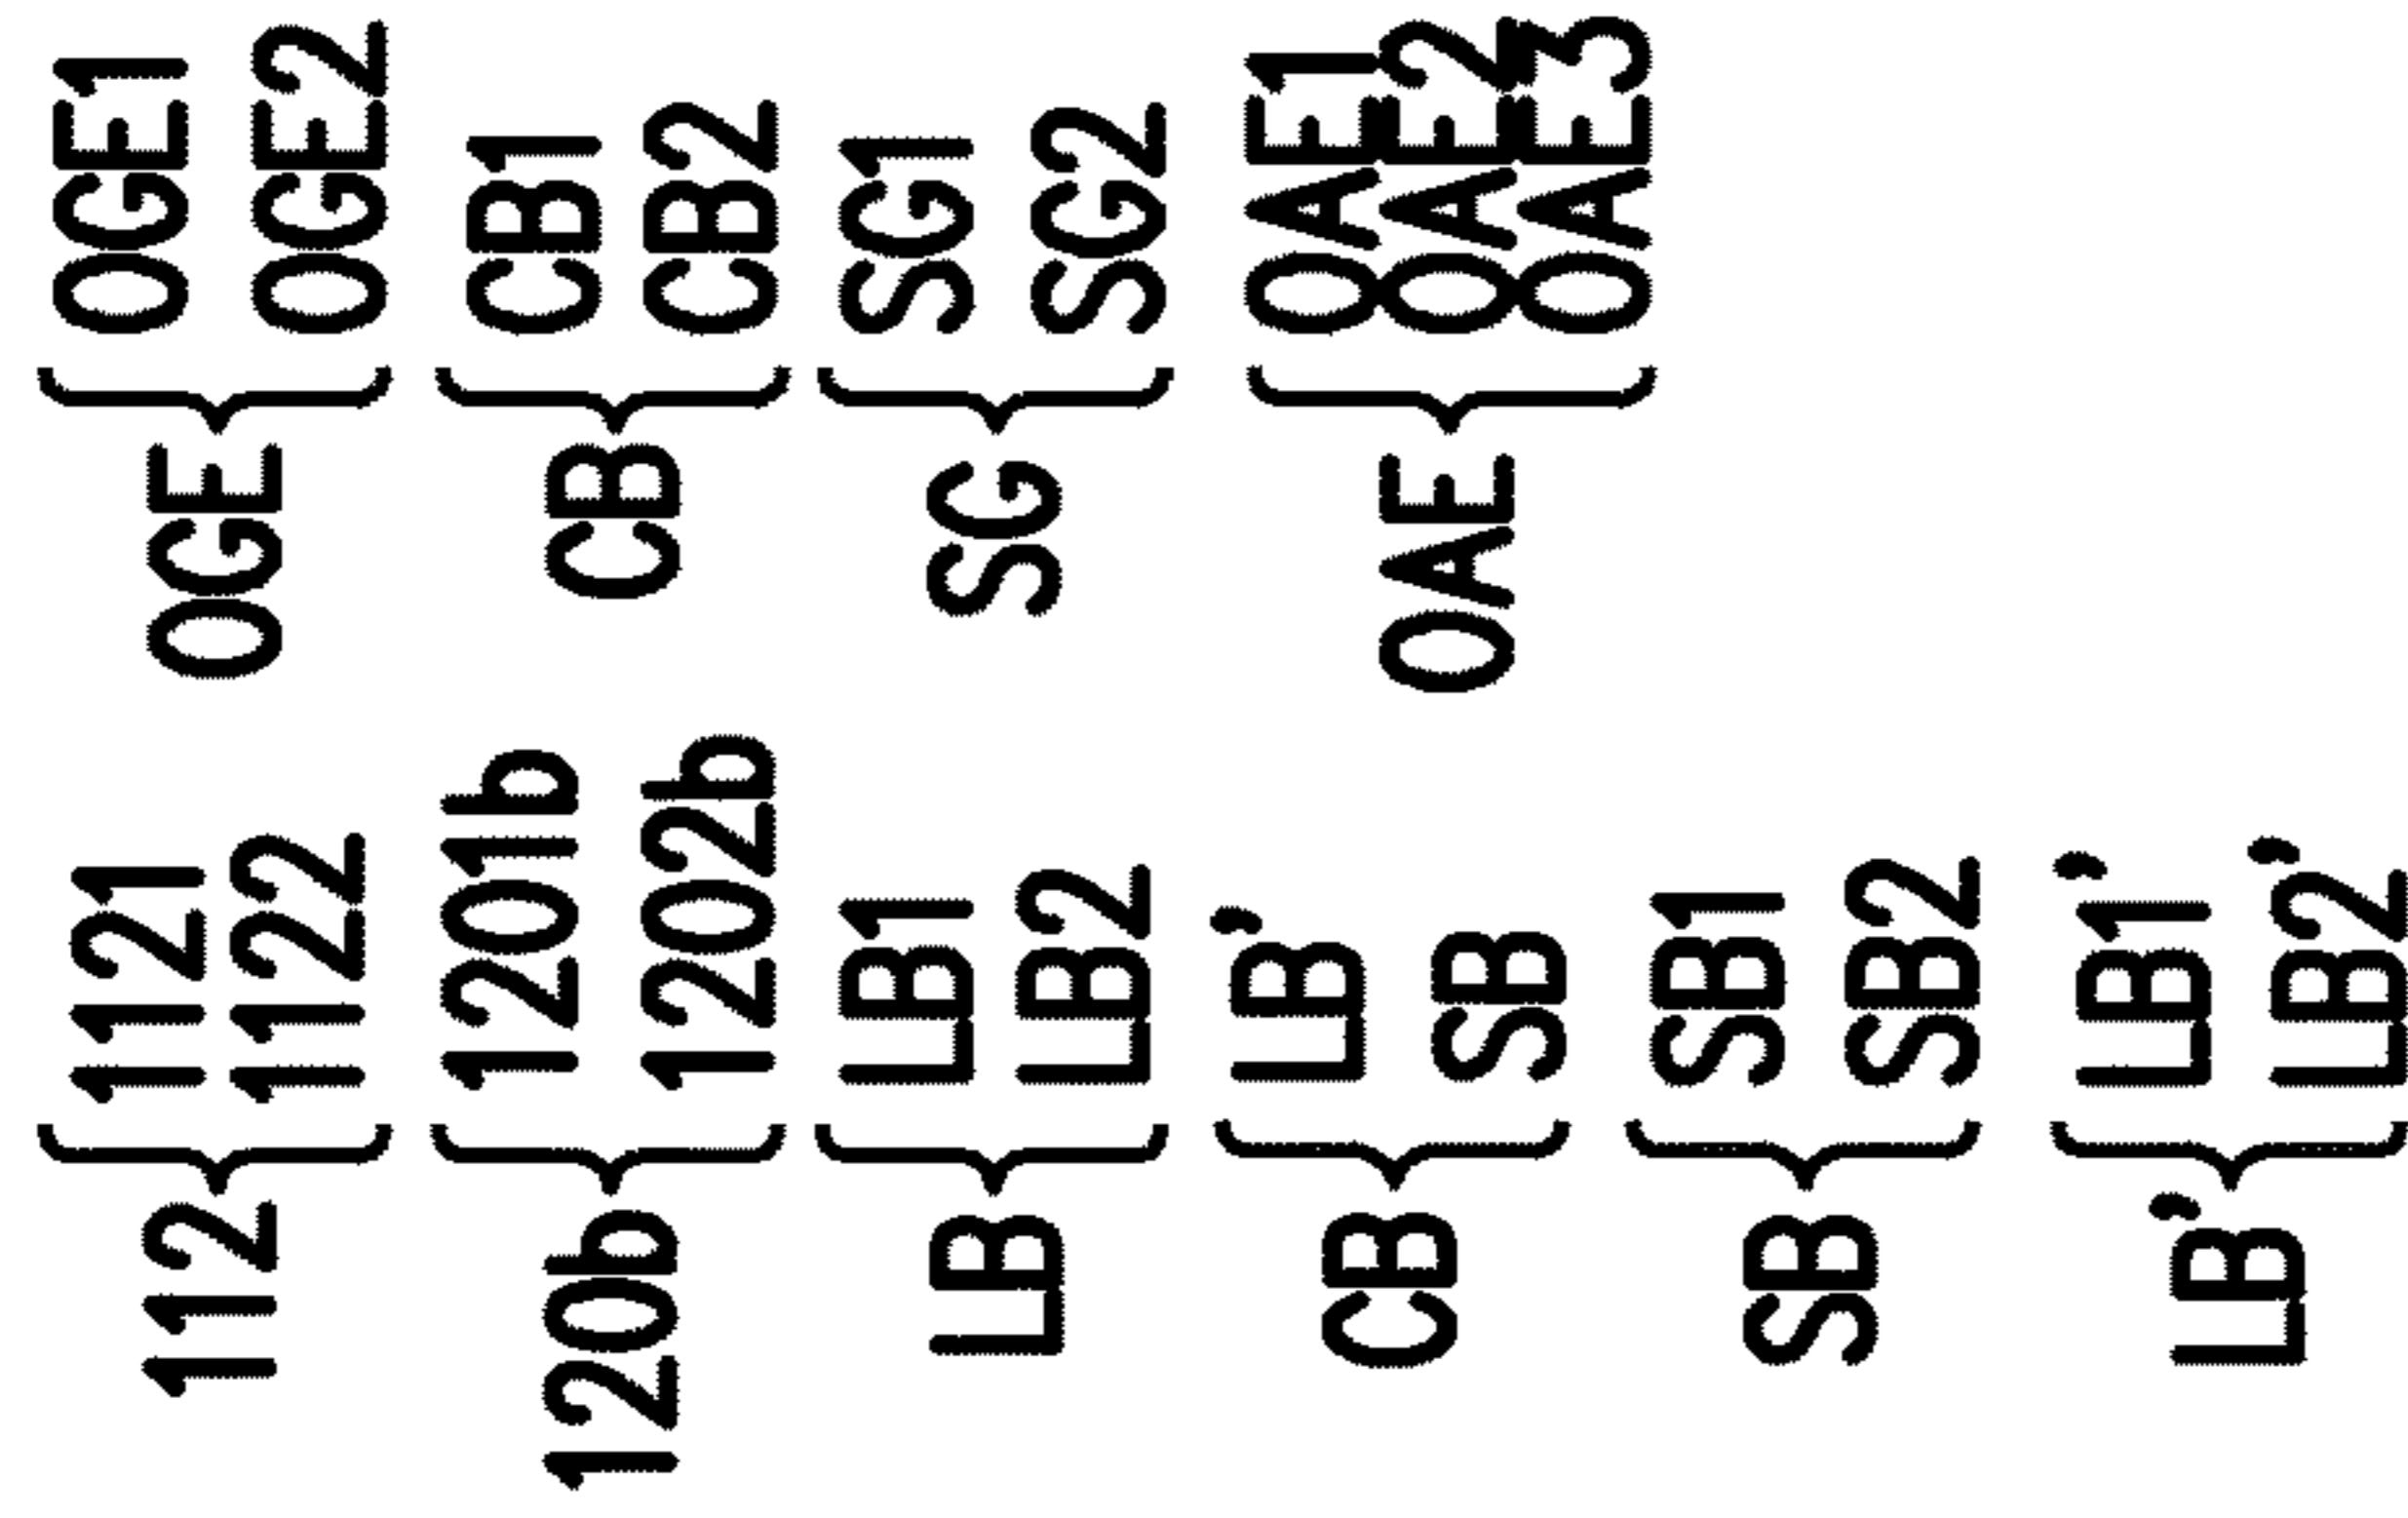 112
1121
1122
120b
1201b
1202b
LB
LB1
LB2
CB
LB'
SB
SB
SB1
SB2
LB'
LB1'
LB2'
OGE
OGE1
OGE2
CB
CB1
CB2
SG
SG1
SG2
OAE
OAE1
OAE2
OAE3